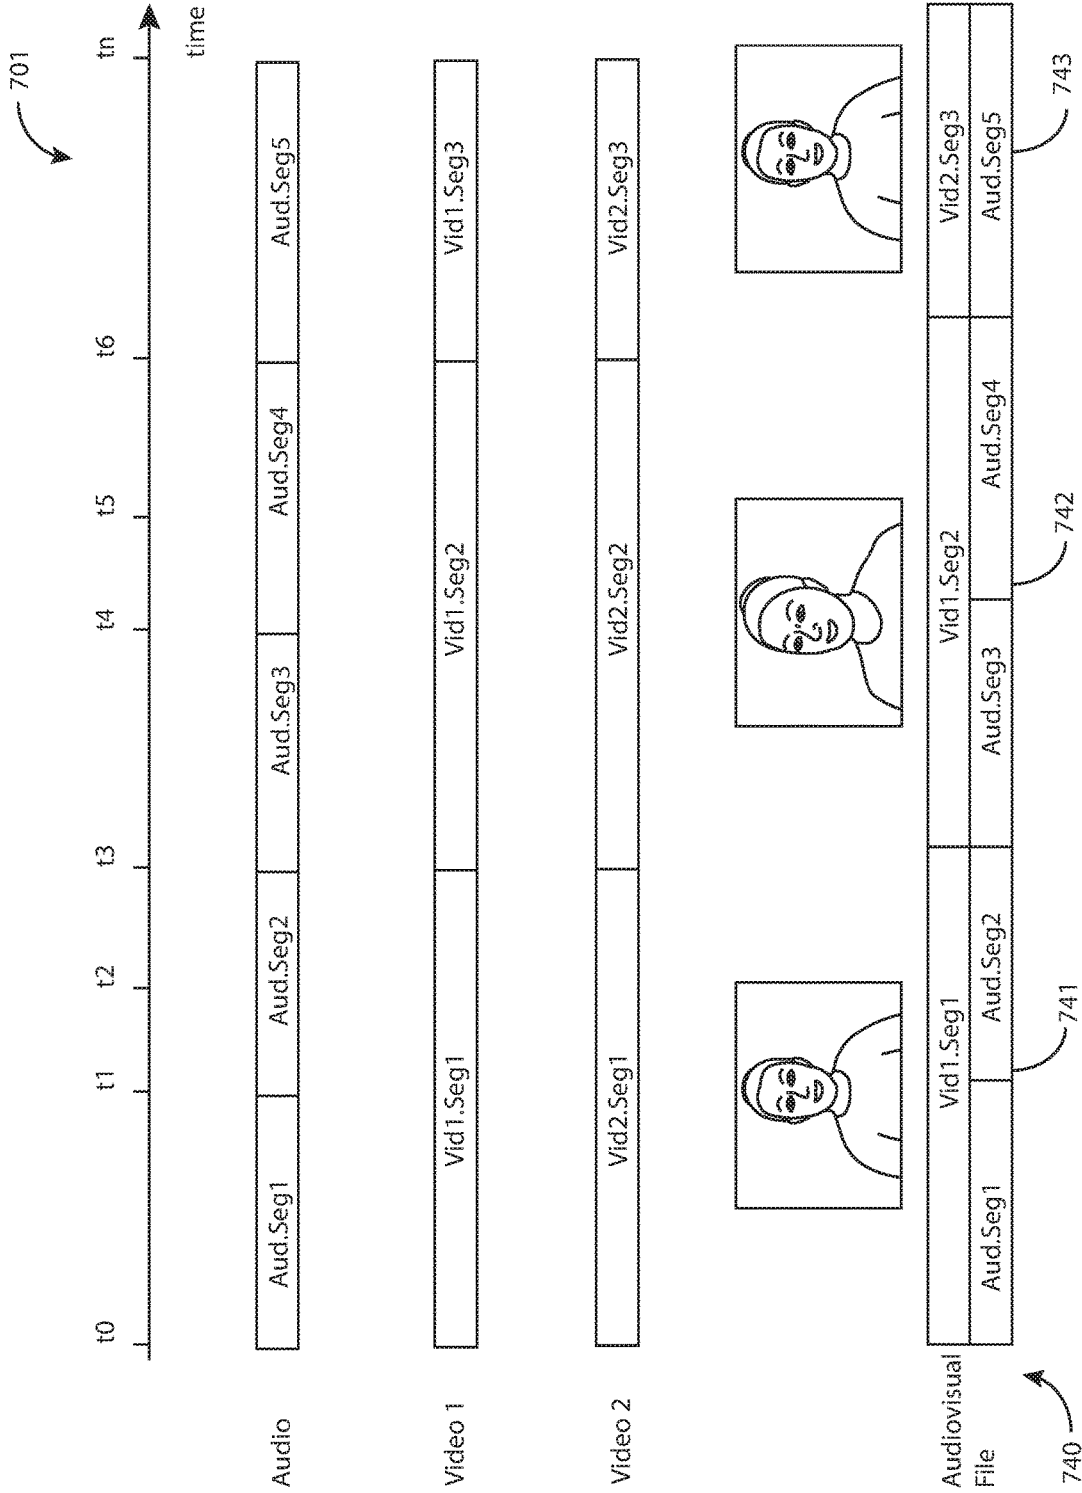 701
t0 t1 t2 t3 t4 t5 t6 tn
time
Audio
Aud.Seg1 Aud.Seg2 Aud.Seg3 Aud.Seg4 Aud.Seg5
Video 1
Vid1.Seg1 Vid1.Seg2 Vid1.Seg3
Video 2
Vid2.Seg1 Vid2.Seg2 Vid2.Seg3
Audiovisual
File
Vid1.Seg1 Vid1.Seg2 Vid2.Seg3
Aud.Seg1 Aud.Seg2 Aud.Seg3 Aud.Seg4 Aud.Seg5
740 741 742 743